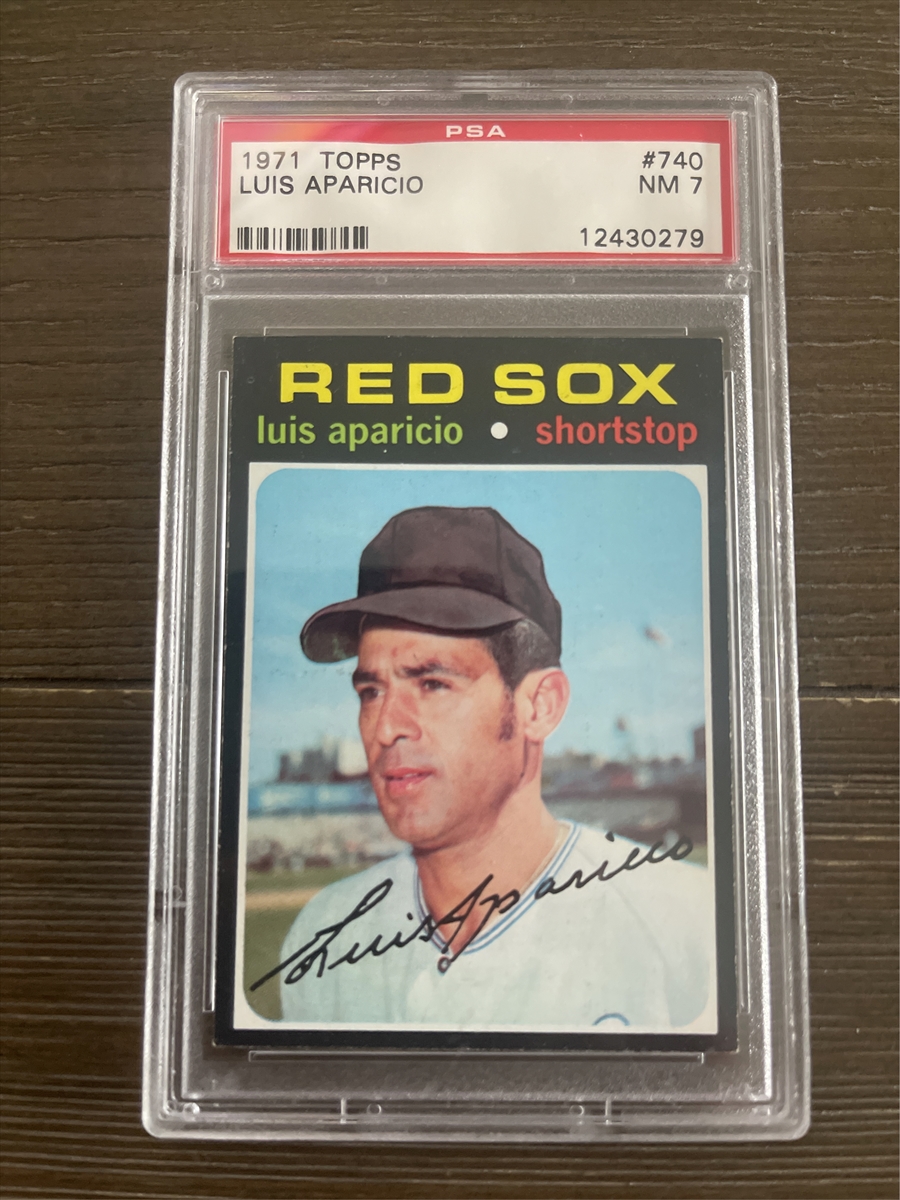 PSA
1971 TOPPS #740
LUIS APARICIO NM 7
12430279
RED SOX
luis aparicio • shortstop
Luis Aparicio